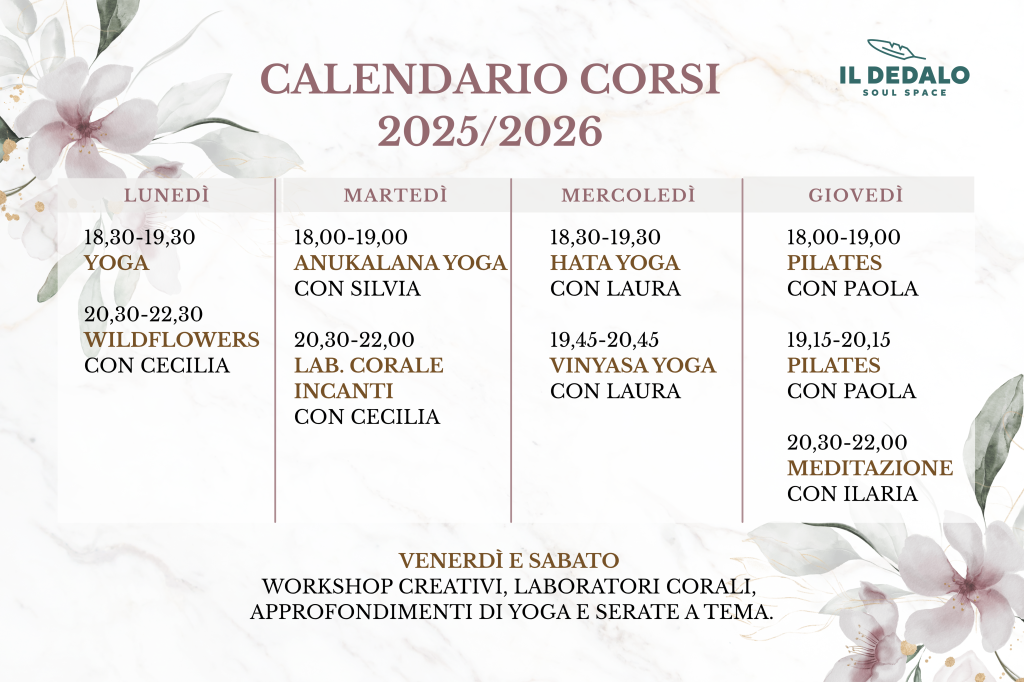 CALENDARIO CORSI
2025/2026
IL DEDALO
SOUL SPACE
LUNEDÌ
18,30-19,30
YOGA
20,30-22,30
WILDFLOWERS
CON CECILIA
MARTEDÌ
18,00-19,00
ANUKALANA YOGA
CON SILVIA
20,30-22,00
LAB. CORALE
INCANTI
CON CECILIA
MERCOLEDÌ
18,30-19,30
HATA YOGA
CON LAURA
19,45-20,45
VINYASA YOGA
CON LAURA
GIOVEDÌ
18,00-19,00
PILATES
CON PAOLA
19,15-20,15
PILATES
CON PAOLA
20,30-22,00
MEDITAZIONE
CON ILARIA
VENERDÌ E SABATO
WORKSHOP CREATIVI, LABORATORI CORALI,
APPROFONDIMENTI DI YOGA E SERATE A TEMA.